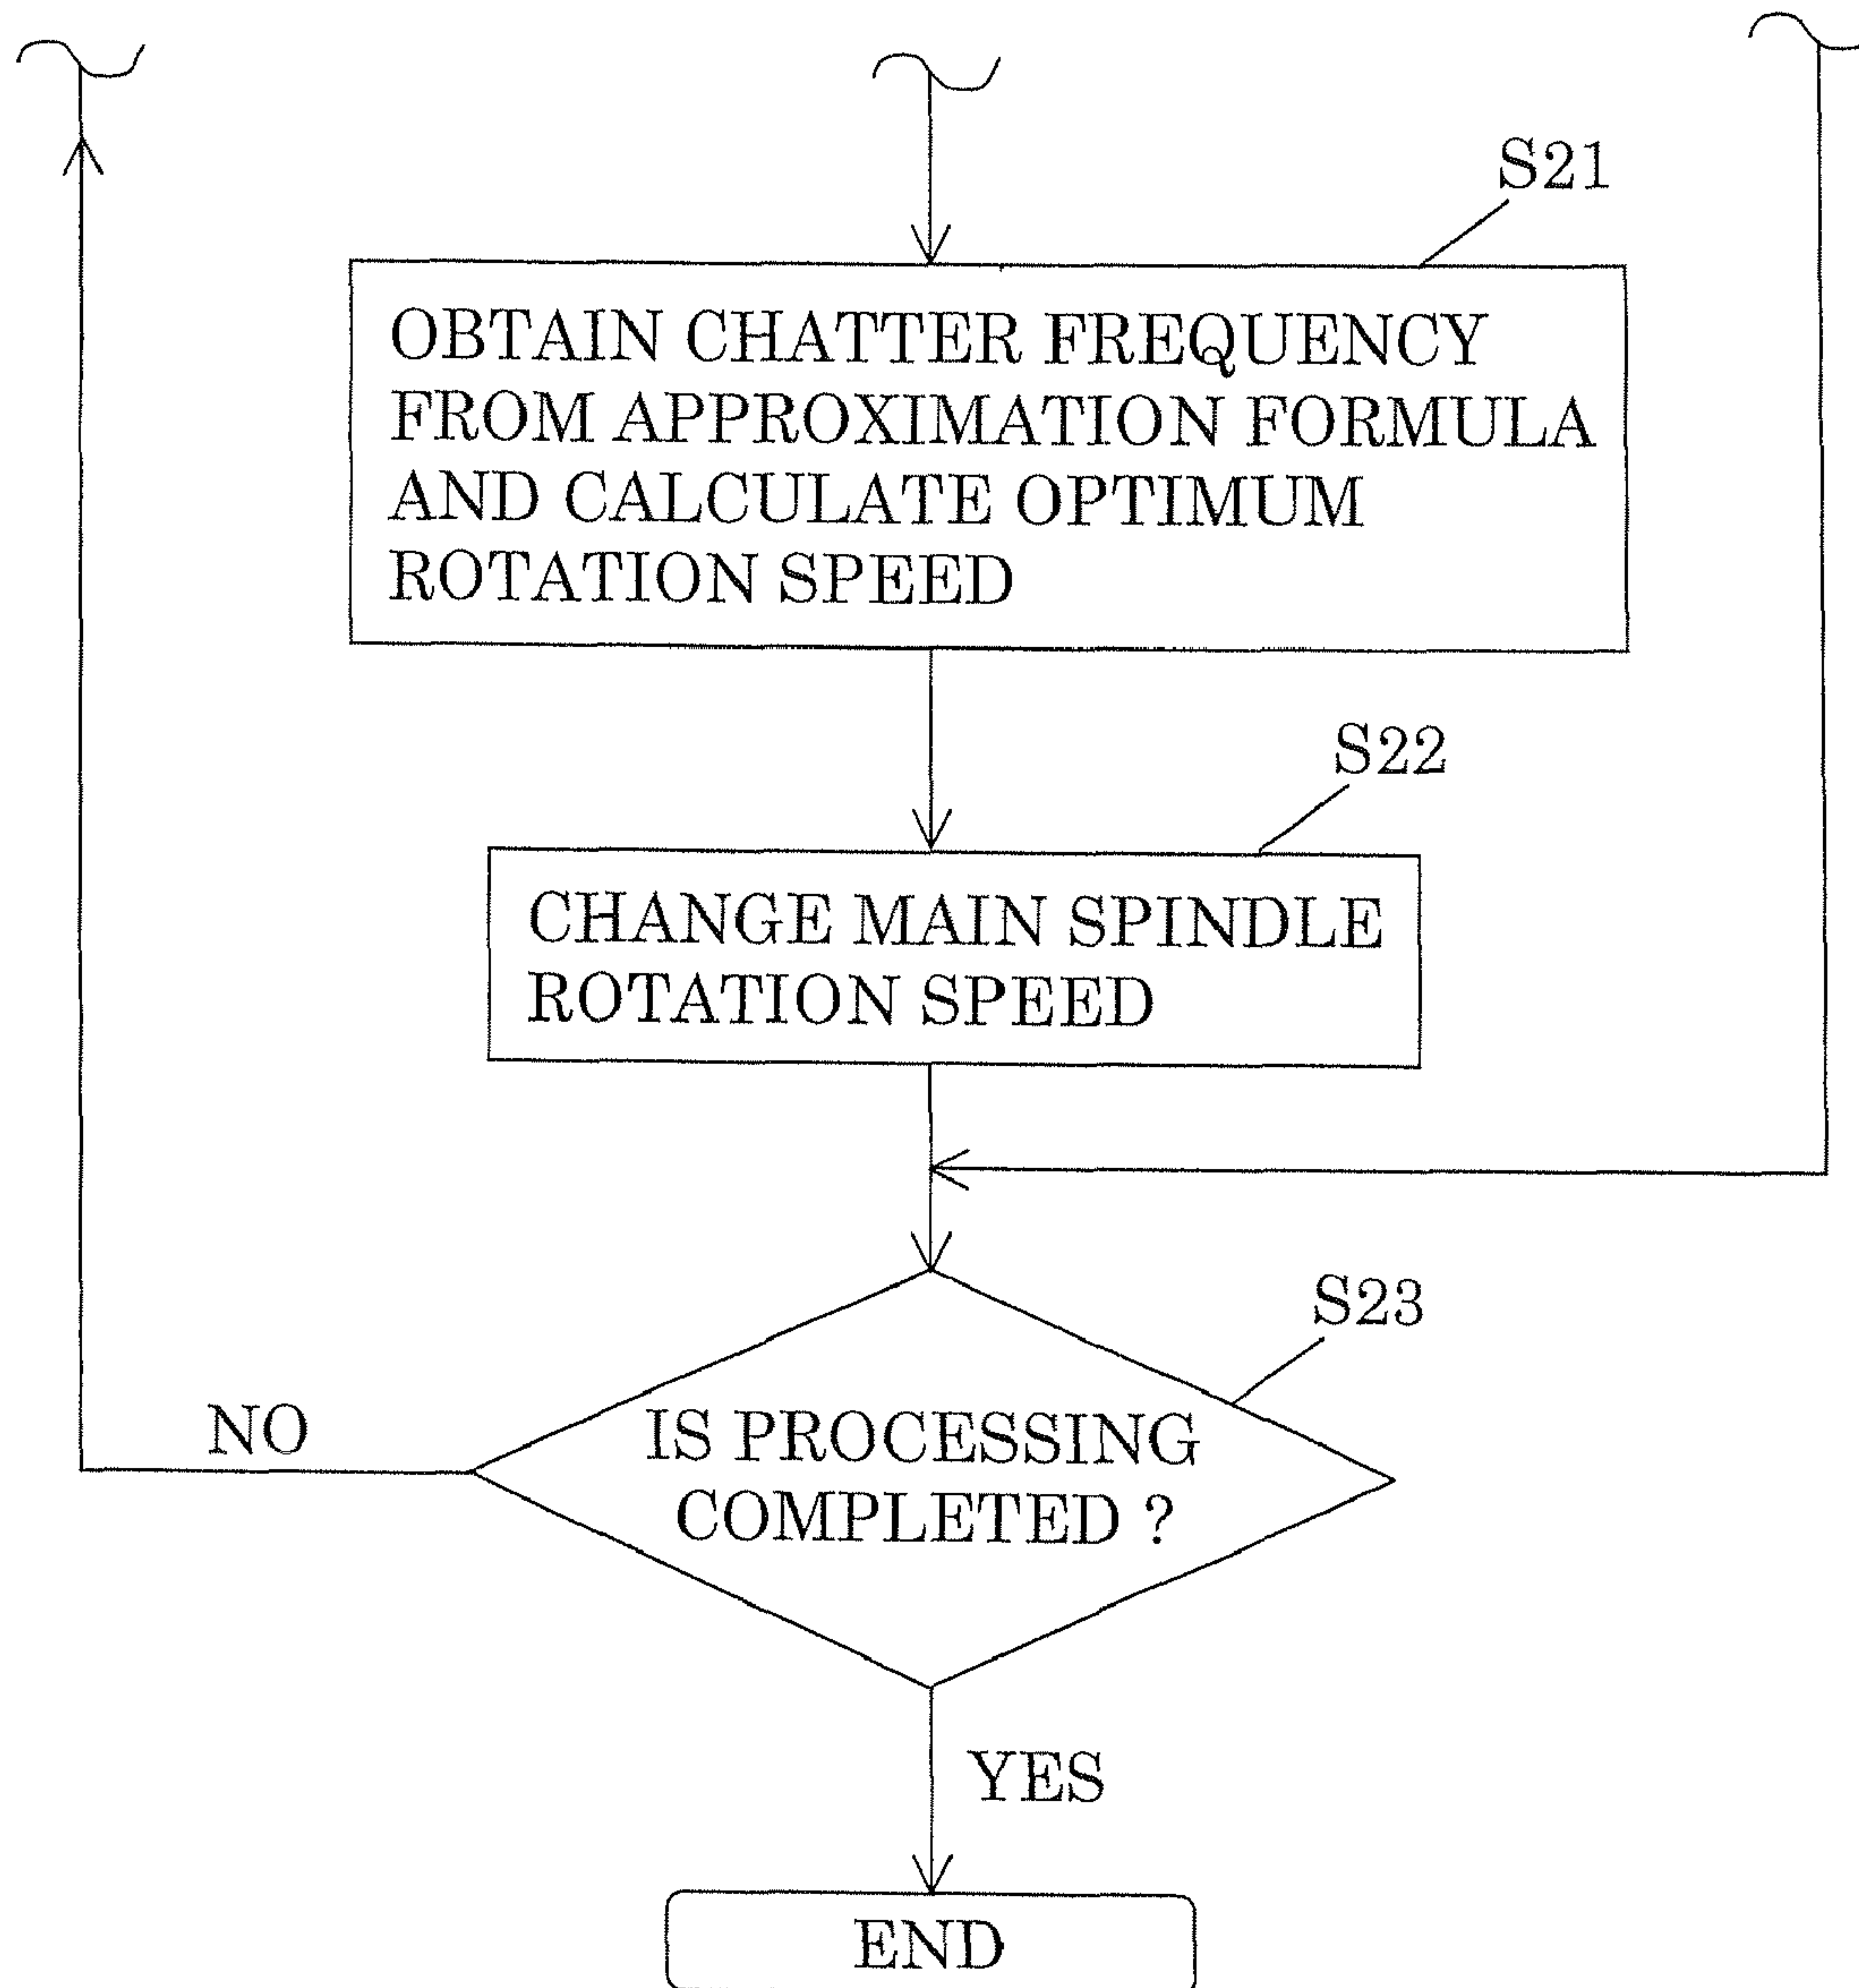 S21
OBTAIN CHATTER FREQUENCY
FROM APPROXIMATION FORMULA
AND CALCULATE OPTIMUM
ROTATION SPEED
S22
CHANGE MAIN SPINDLE
ROTATION SPEED
S23
IS PROCESSING
COMPLETED ?
NO
YES
END